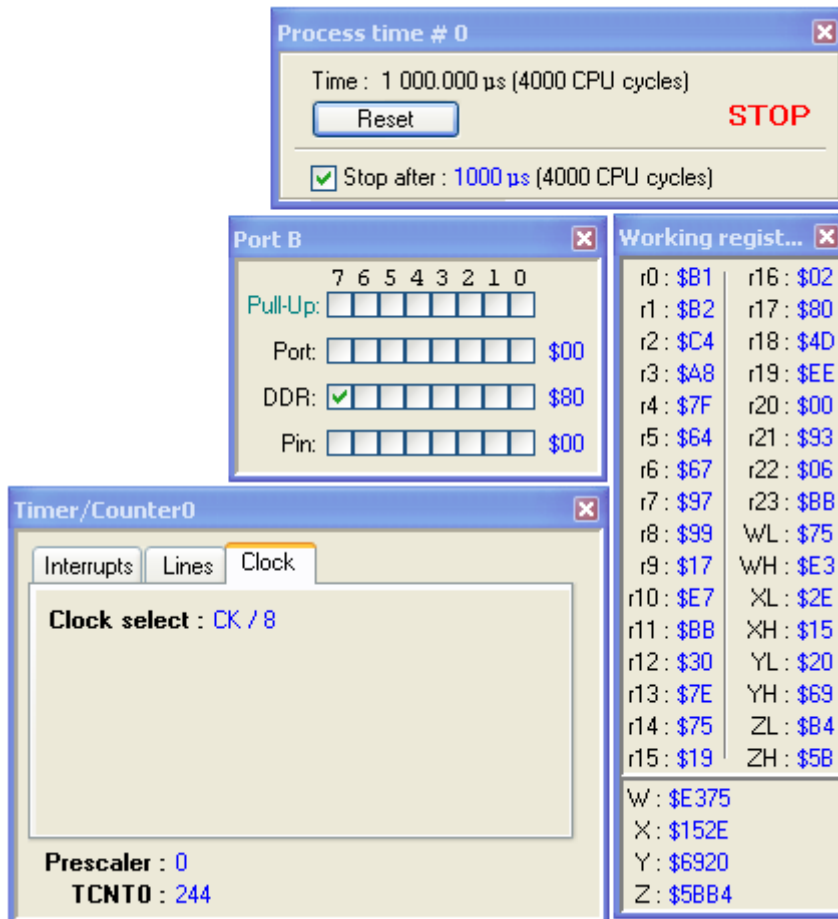 Process time # 0
Time : 1 000.000 µs (4000 CPU cycles)
Reset
STOP
Stop after : 1000 µs (4000 CPU cycles)
Port B
7 6 5 4 3 2 1 0
Pull-Up:
Port: $00
DDR: $80
Pin: $00
Working regist...
r0 : $B1 r16 : $02
r1 : $B2 r17 : $80
r2 : $C4 r18 : $4D
r3 : $A8 r19 : $EE
r4 : $7F r20 : $00
r5 : $64 r21 : $93
r6 : $67 r22 : $06
r7 : $97 r23 : $BB
r8 : $99 WL : $75
r9 : $17 WH : $E3
r10 : $E7 XL : $2E
r11 : $BB XH : $15
r12 : $30 YL : $20
r13 : $7E YH : $69
r14 : $75 ZL : $B4
r15 : $19 ZH : $5B
W : $E375
X : $152E
Y : $6920
Z : $5BB4
Timer/Counter0
Interrupts Lines Clock
Clock select : CK / 8
Prescaler : 0
TCNT0 : 244